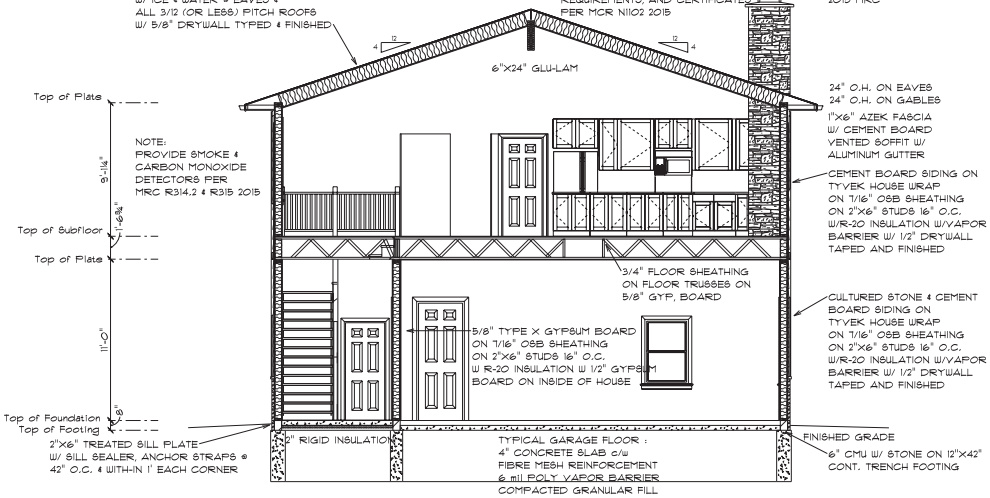 W/ ICE & WATER @ EAVES &
ALL 3/12 (OR LESS) PITCH ROOFS
W/ 5/8" DRYWALL TYPED & FINISHED
REQUIREMENTS, AND CERTIFICATES
PER MCR N1102 2015
2015 MRC
12
4
12
4
6"X24" GLU-LAM
Top of Plate
24" O.H. ON EAVES
24" O.H. ON GABLES
1"X6" AZEK FASCIA
W/ CEMENT BOARD
VENTED SOFFIT W/
ALUMINUM GUTTER
NOTE:
PROVIDE SMOKE &
CARBON MONOXIDE
DETECTORS PER
MRC R314.2 & R315 2015
9'-1¼"
CEMENT BOARD SIDING ON
TYVEK HOUSE WRAP
ON 7/16" OSB SHEATHING
ON 2"X6" STUDS 16" O.C.
W/R-20 INSULATION W/VAPOR
BARRIER W/ 1/2" DRYWALL
TAPED AND FINISHED
Top of Subfloor
1'-6¾"
Top of Plate
3/4" FLOOR SHEATHING
ON FLOOR TRUSSES ON
5/8" GYP. BOARD
CULTURED STONE & CEMENT
BOARD SIDING ON
TYVEK HOUSE WRAP
ON 7/16" OSB SHEATHING
ON 2"X6" STUDS 16" O.C.
W/R-20 INSULATION W/VAPOR
BARRIER W/ 1/2" DRYWALL
TAPED AND FINISHED
11'-0"
5/8" TYPE X GYPSUM BOARD
ON 7/16" OSB SHEATHING
ON 2"X6" STUDS 16" O.C.
W R-20 INSULATION W 1/2" GYPSUM
BOARD ON INSIDE OF HOUSE
Top of Foundation
8"
Top of Footing
2"X6" TREATED SILL PLATE
W/ SILL SEALER, ANCHOR STRAPS @
42" O.C. & WITH-IN 1' EACH CORNER
2" RIGID INSULATION
TYPICAL GARAGE FLOOR :
4" CONCRETE SLAB c/w
FIBRE MESH REINFORCEMENT
6 mil POLY VAPOR BARRIER
COMPACTED GRANULAR FILL
FINISHED GRADE
6" CMU W/ STONE ON 12"X42"
CONT. TRENCH FOOTING